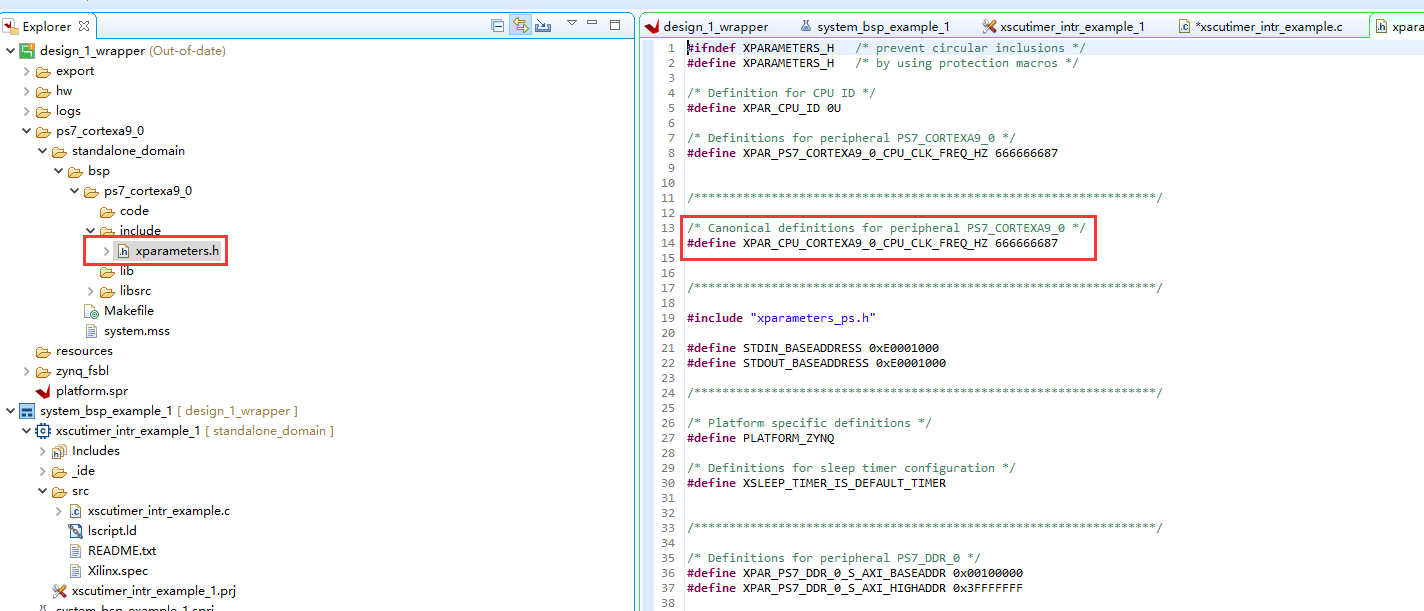 Explorer
design_1_wrapper (Out-of-date)
export
hw
logs
ps7_cortexa9_0
standalone_domain
bsp
ps7_cortexa9_0
code
include
xparameters.h
lib
libsrc
Makefile
system.mss
resources
zynq_fsbl
platform.spr
system_bsp_example_1 [ design_1_wrapper ]
xscutimer_intr_example_1 [ standalone_domain ]
Includes
_ide
src
xscutimer_intr_example.c
lscript.ld
README.txt
Xilinx.spec
xscutimer_intr_example_1.prj
system_bsp_example_1.sprj
design_1_wrapper system_bsp_example_1 xscutimer_intr_example_1 *xscutimer_intr_example.c xpara
1 #ifndef XPARAMETERS_H /* prevent circular inclusions */
2 #define XPARAMETERS_H /* by using protection macros */
3
4 /* Definition for CPU ID */
5 #define XPAR_CPU_ID 0U
6
7 /* Definitions for peripheral PS7_CORTEXA9_0 */
8 #define XPAR_PS7_CORTEXA9_0_CPU_CLK_FREQ_HZ 666666687
9
10
11 /******************************************************************/
12
13 /* Canonical definitions for peripheral PS7_CORTEXA9_0 */
14 #define XPAR_CPU_CORTEXA9_0_CPU_CLK_FREQ_HZ 666666687
15
16
17 /******************************************************************/
18
19 #include "xparameters_ps.h"
20
21 #define STDIN_BASEADDRESS 0xE0001000
22 #define STDOUT_BASEADDRESS 0xE0001000
23
24 /******************************************************************/
25
26 /* Platform specific definitions */
27 #define PLATFORM_ZYNQ
28
29 /* Definitions for sleep timer configuration */
30 #define XSLEEP_TIMER_IS_DEFAULT_TIMER
31
32
33 /******************************************************************/
34
35 /* Definitions for peripheral PS7_DDR_0 */
36 #define XPAR_PS7_DDR_0_S_AXI_BASEADDR 0x00100000
37 #define XPAR_PS7_DDR_0_S_AXI_HIGHADDR 0x3FFFFFFF
38